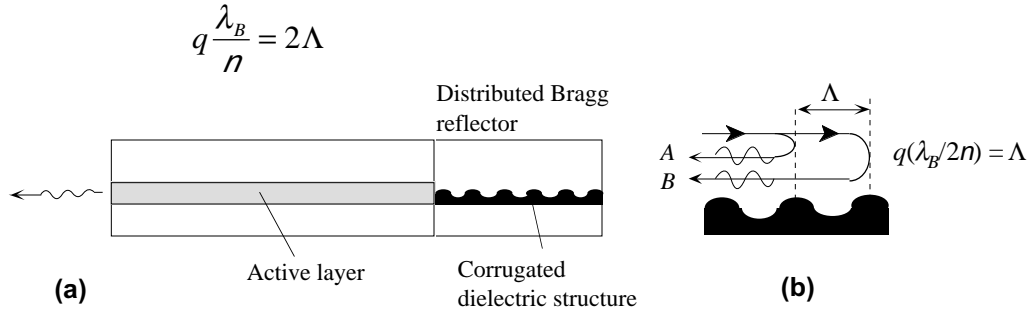 q λ_B/n = 2Λ
Distributed Bragg
reflector
Λ
A
B
q(λ_B/2n) = Λ
Active layer
Corrugated
dielectric structure
(a)
(b)